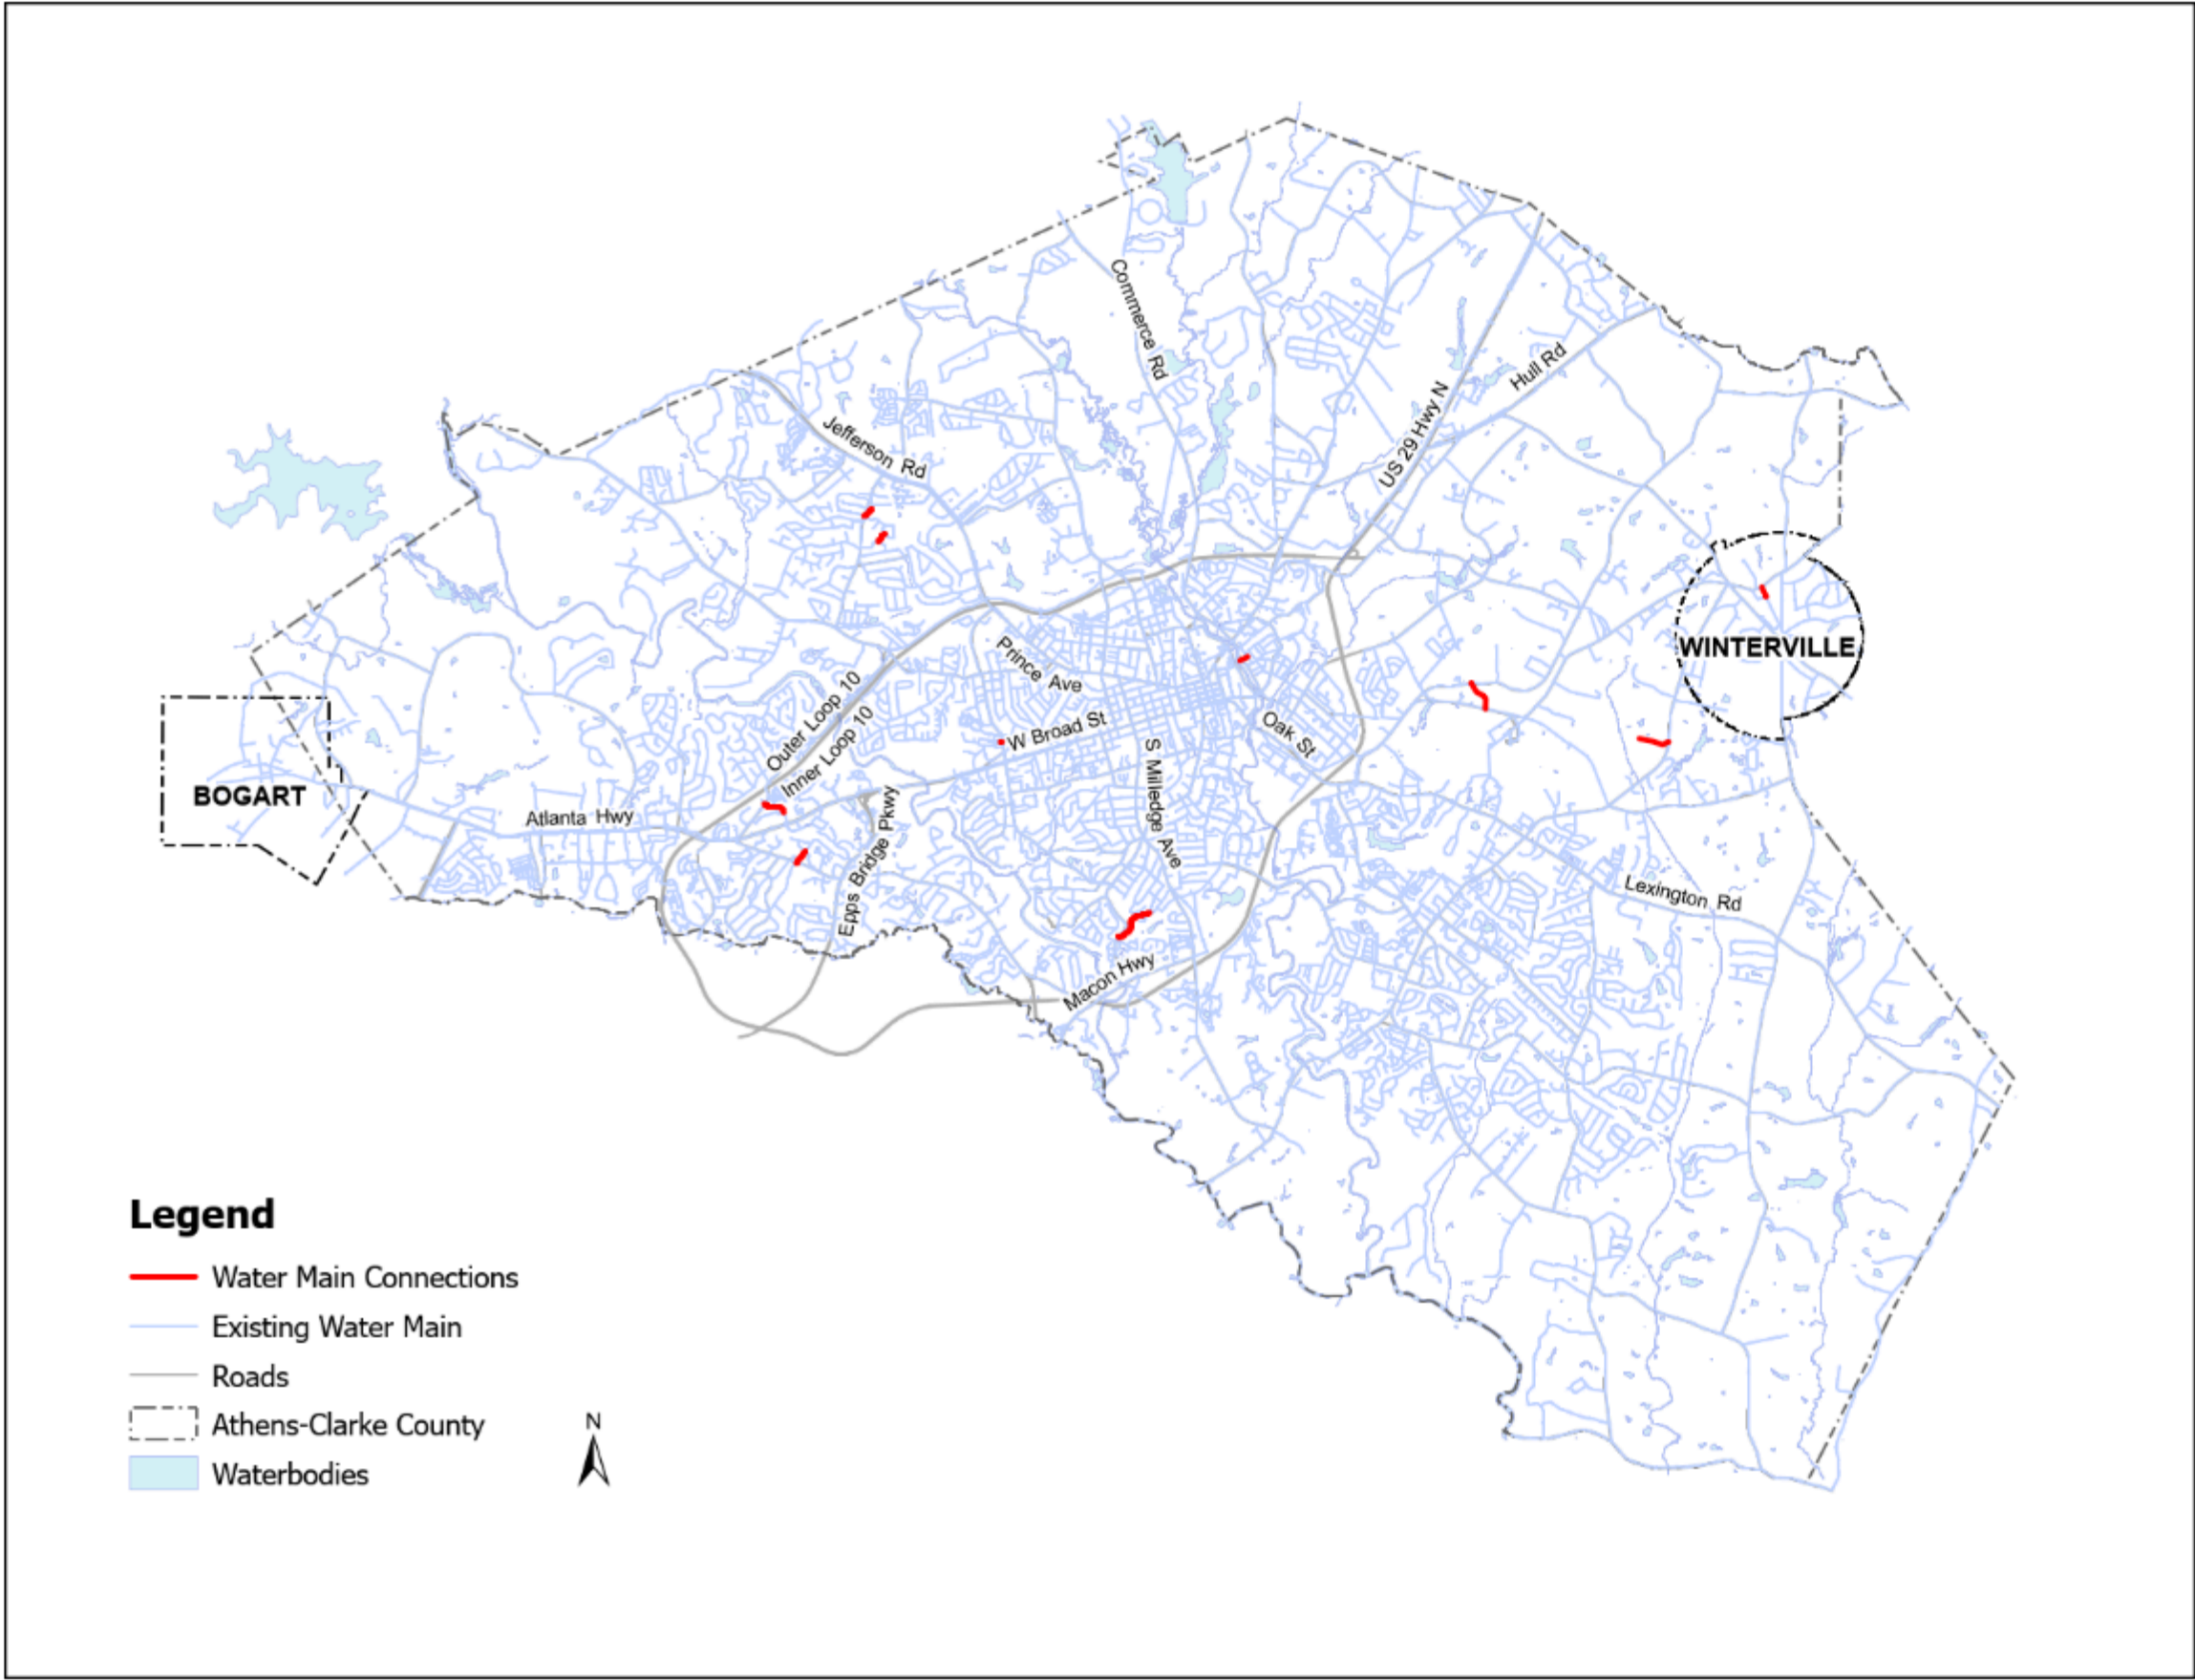 Commerce Rd
US 29 Hwy N
Hull Rd
Jefferson Rd
WINTERVILLE
Prince Ave
Outer Loop 10
Inner Loop 10
W Broad St
Oak St
S Milledge Ave
BOGART
Atlanta Hwy
Epps Bridge Pkwy
Lexington Rd
Macon Hwy
Legend
Water Main Connections
Existing Water Main
Roads
Athens-Clarke County
Waterbodies
N